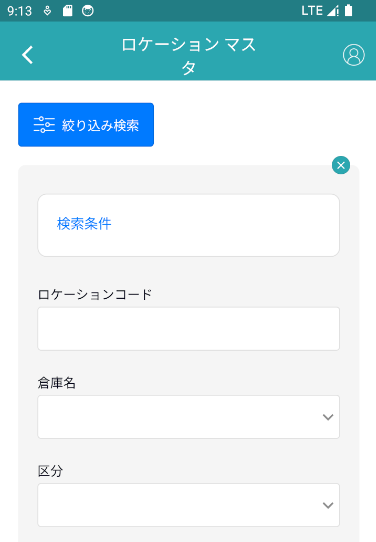 9:13
LTE
ロケーション マス
タ
絞り込み検索
検索条件
ロケーションコード
倉庫名
区分